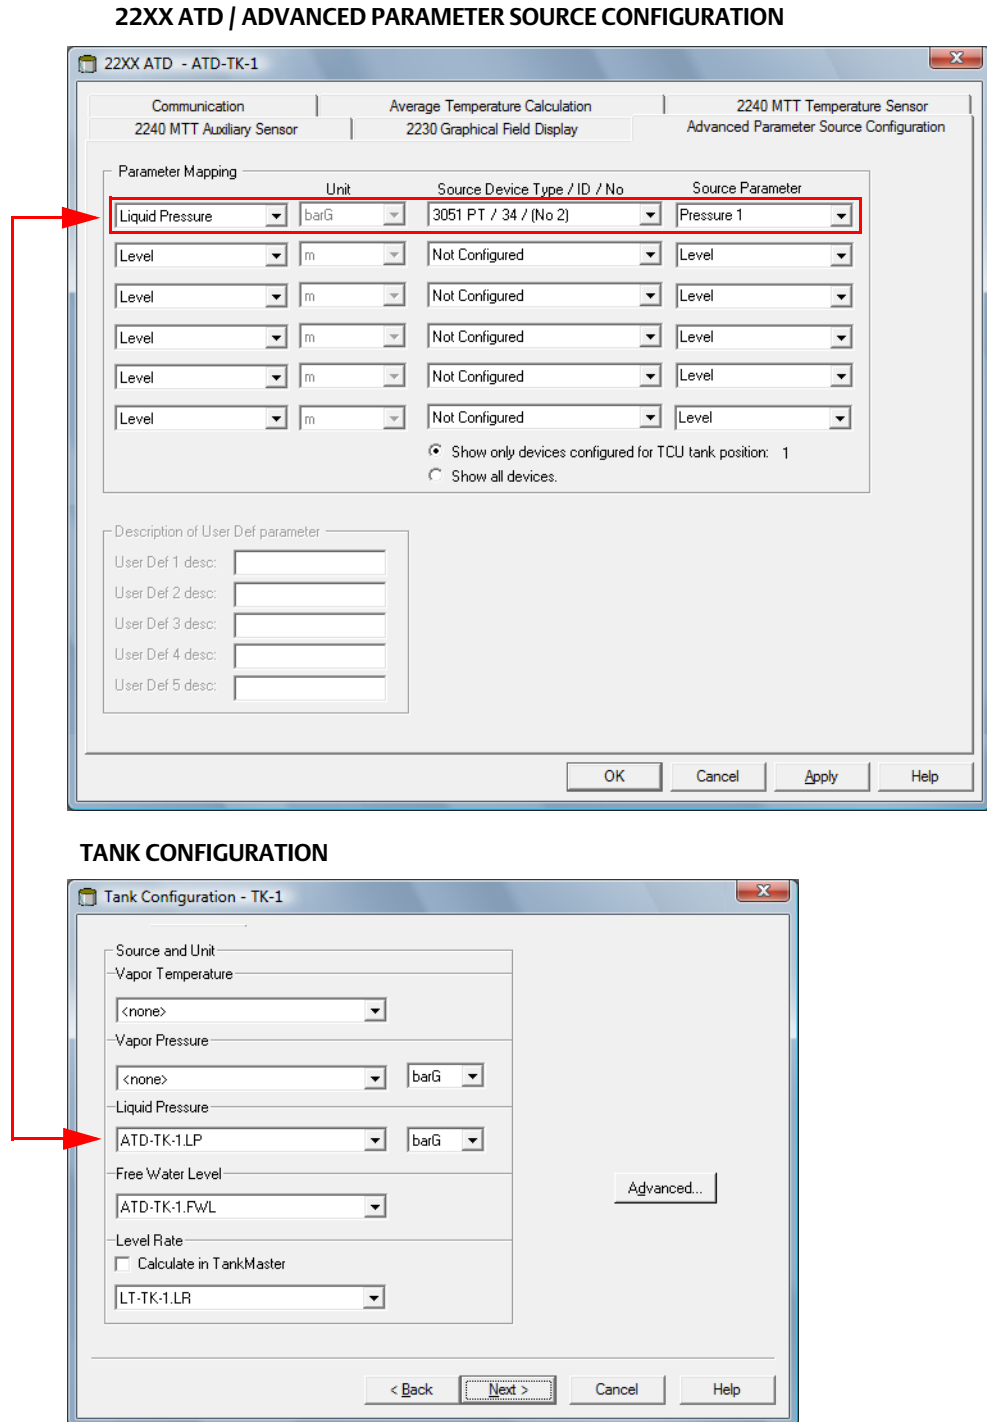 22XX ATD / ADVANCED PARAMETER SOURCE CONFIGURATION
22XX ATD - ATD-TK-1
Communication Average Temperature Calculation 2240 MTT Temperature Sensor
2240 MTT Auxiliary Sensor 2230 Graphical Field Display Advanced Parameter Source Configuration
Parameter Mapping
Unit Source Device Type / ID / No Source Parameter
Liquid Pressure barG 3051 PT / 34 / (No 2) Pressure 1
Level m Not Configured Level
Level m Not Configured Level
Level m Not Configured Level
Level m Not Configured Level
Level m Not Configured Level
Show only devices configured for TCU tank position: 1
Show all devices.
Description of User Def parameter
User Def 1 desc:
User Def 2 desc:
User Def 3 desc:
User Def 4 desc:
User Def 5 desc:
OK Cancel Apply Help
TANK CONFIGURATION
Tank Configuration - TK-1
Source and Unit
Vapor Temperature
<none>
Vapor Pressure
<none> barG
Liquid Pressure
ATD-TK-1.LP barG
Free Water Level
ATD-TK-1.FWL
Advanced...
Level Rate
Calculate in TankMaster
LT-TK-1.LR
< Back Next > Cancel Help